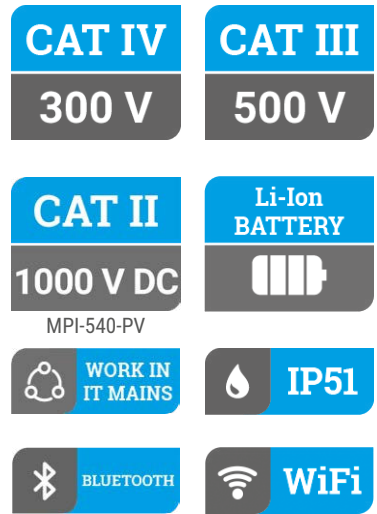 CAT IV
300 V
CAT III
500 V
CAT II
1000 V DC
MPI-540-PV
Li-Ion
BATTERY
WORK IN
IT MAINS
IP51
BLUETOOTH
WiFi